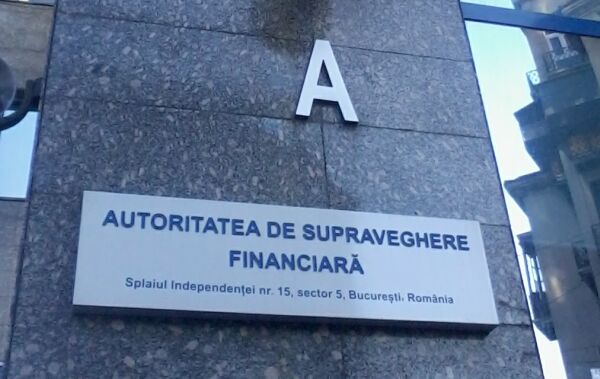 A
AUTORITATEA DE SUPRAVEGHERE
FINANCIARĂ
Splaiul Independenței nr. 15, sector 5, București, România